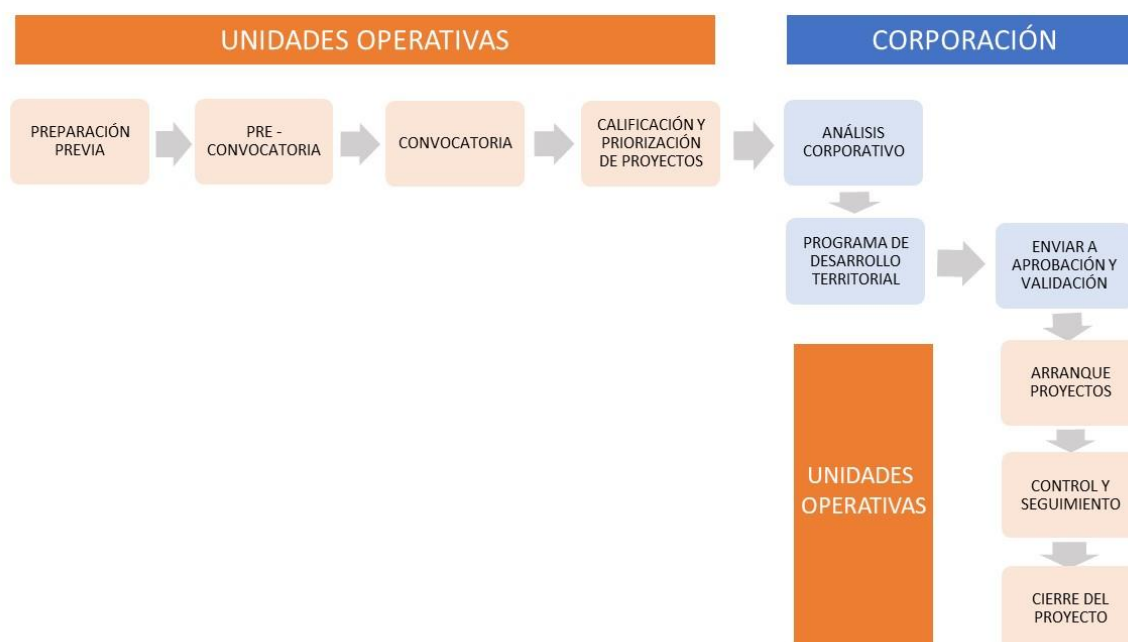 UNIDADES OPERATIVAS
CORPORACIÓN
PREPARACIÓN
PREVIA
PRE -
CONVOCATORIA
CONVOCATORIA
CALIFICACIÓN Y
PRIORIZACIÓN
DE PROYECTOS
ANÁLISIS
CORPORATIVO
PROGRAMA DE
DESARROLLO
TERRITORIAL
ENVIAR A
APROBACIÓN Y
VALIDACIÓN
ARRANQUE
PROYECTOS
UNIDADES
OPERATIVAS
CONTROL Y
SEGUIMIENTO
CIERRE DEL
PROYECTO